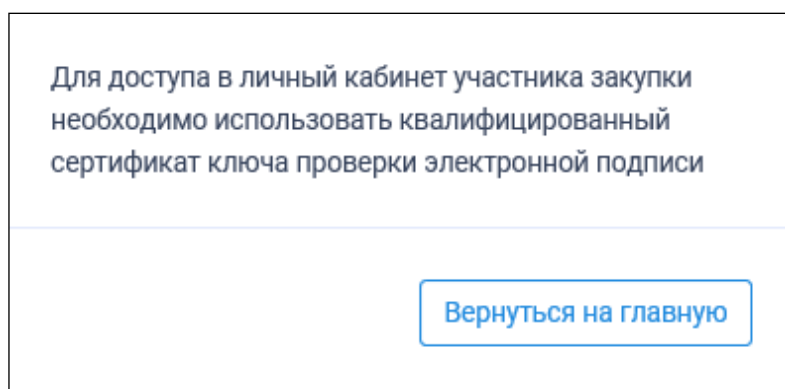 Для доступа в личный кабинет участника закупки
необходимо использовать квалифицированный
сертификат ключа проверки электронной подписи
Вернуться на главную